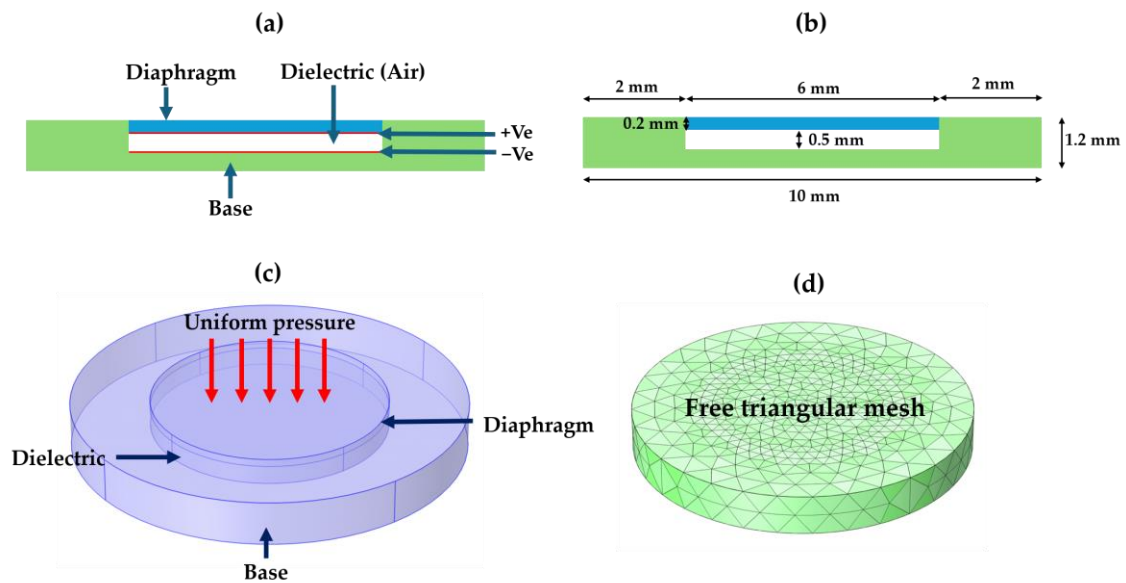 (a)
Diaphragm
Dielectric (Air)
+Ve
−Ve
Base
(b)
2 mm
6 mm
2 mm
0.2 mm
0.5 mm
1.2 mm
10 mm
(c)
Uniform pressure
Diaphragm
Dielectric
Base
(d)
Free triangular mesh